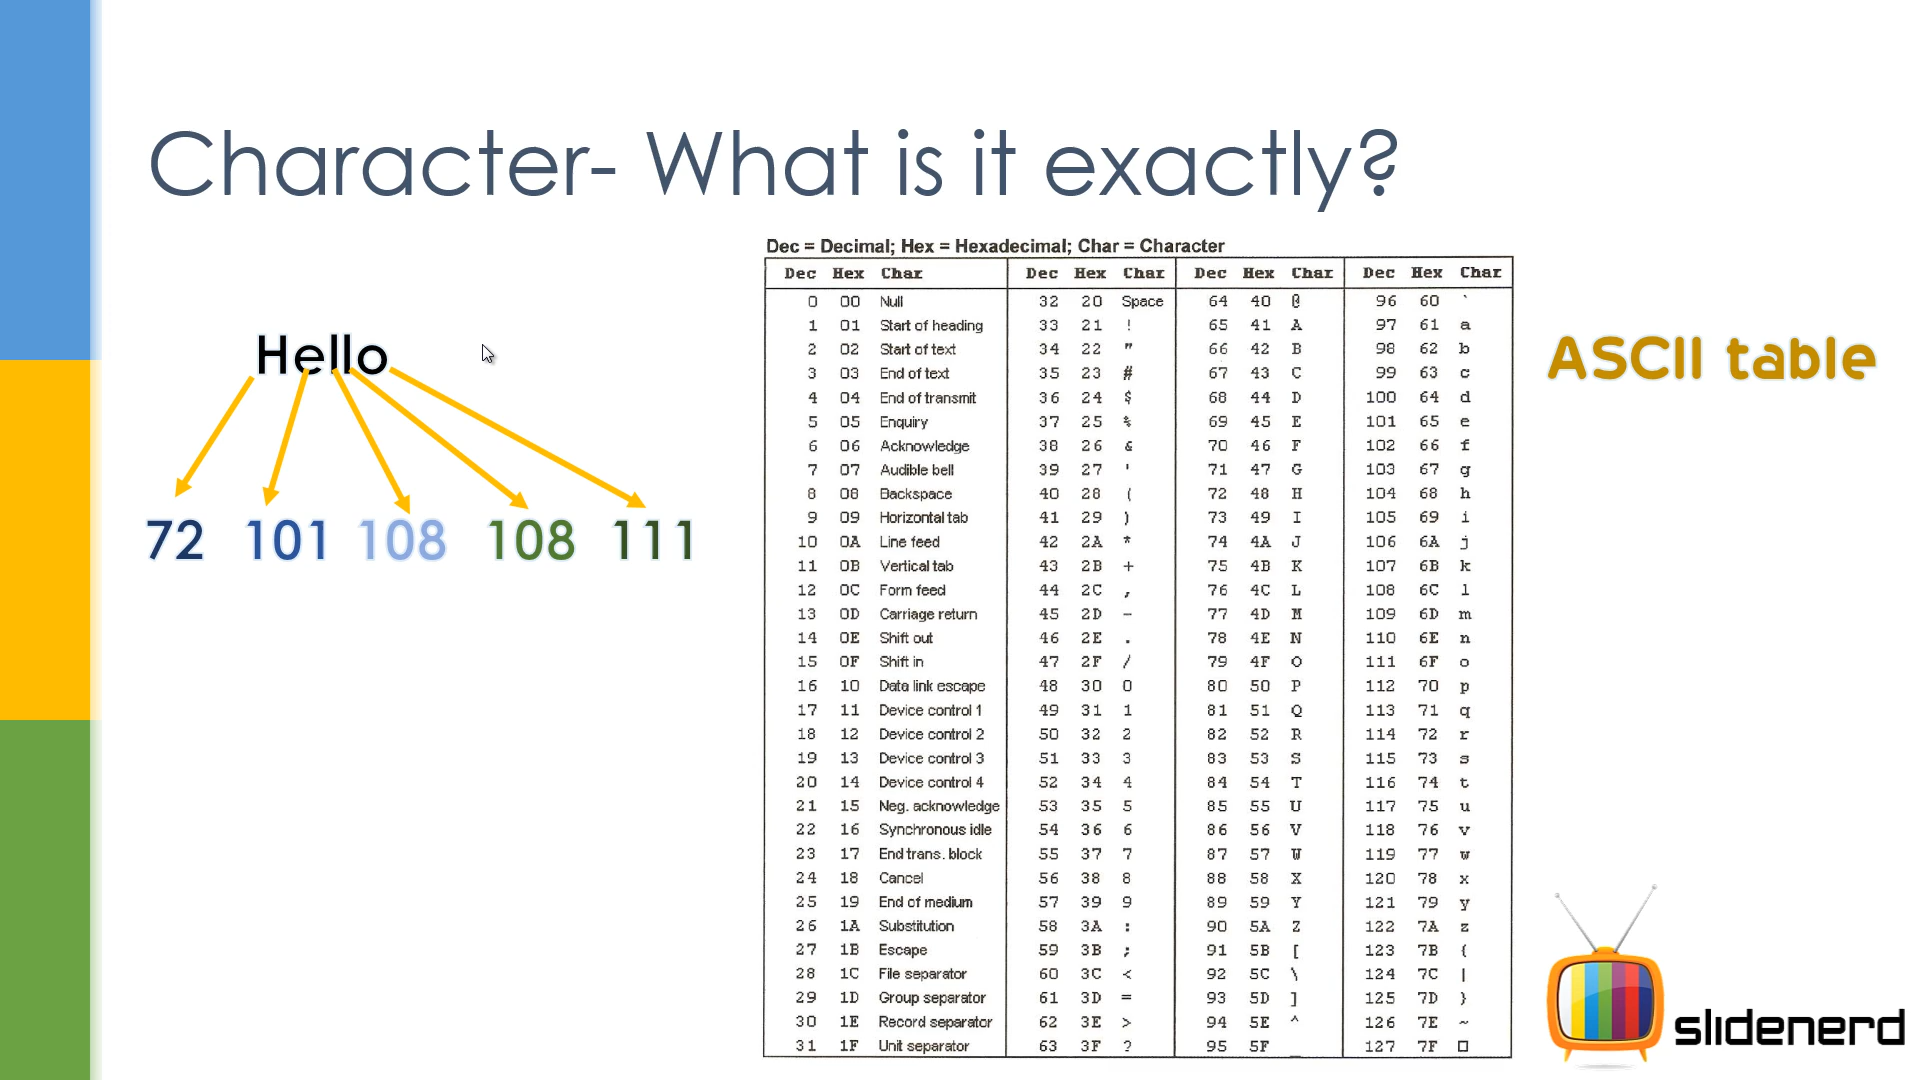 Character- What is it exactly?
Hello
72 101 108 108 111
Dec = Decimal; Hex = Hexadecimal; Char = Character
Dec Hex Char Dec Hex Char Dec Hex Char Dec Hex Char
0 00 Null 32 20 Space 64 40 @ 96 60 `
1 01 Start of heading 33 21 ! 65 41 A 97 61 a
2 02 Start of text 34 22 " 66 42 B 98 62 b
3 03 End of text 35 23 # 67 43 C 99 63 c
4 04 End of transmit 36 24 $ 68 44 D 100 64 d
5 05 Enquiry 37 25 % 69 45 E 101 65 e
6 06 Acknowledge 38 26 & 70 46 F 102 66 f
7 07 Audible bell 39 27 ' 71 47 G 103 67 g
8 08 Backspace 40 28 ( 72 48 H 104 68 h
9 09 Horizontal tab 41 29 ) 73 49 I 105 69 i
10 0A Line feed 42 2A * 74 4A J 106 6A j
11 0B Vertical tab 43 2B + 75 4B K 107 6B k
12 0C Form feed 44 2C , 76 4C L 108 6C l
13 0D Carriage return 45 2D - 77 4D M 109 6D m
14 0E Shift out 46 2E . 78 4E N 110 6E n
15 0F Shift in 47 2F / 79 4F O 111 6F o
16 10 Data link escape 48 30 0 80 50 P 112 70 p
17 11 Device control 1 49 31 1 81 51 Q 113 71 q
18 12 Device control 2 50 32 2 82 52 R 114 72 r
19 13 Device control 3 51 33 3 83 53 S 115 73 s
20 14 Device control 4 52 34 4 84 54 T 116 74 t
21 15 Neg. acknowledge 53 35 5 85 55 U 117 75 u
22 16 Synchronous idle 54 36 6 86 56 V 118 76 v
23 17 End trans. block 55 37 7 87 57 W 119 77 w
24 18 Cancel 56 38 8 88 58 X 120 78 x
25 19 End of medium 57 39 9 89 59 Y 121 79 y
26 1A Substitution 58 3A : 90 5A Z 122 7A z
27 1B Escape 59 3B ; 91 5B [ 123 7B {
28 1C File separator 60 3C < 92 5C \ 124 7C |
29 1D Group separator 61 3D = 93 5D ] 125 7D }
30 1E Record separator 62 3E > 94 5E ^ 126 7E ~
31 1F Unit separator 63 3F ? 95 5F _ 127 7F □
ASCII table
slidenerd